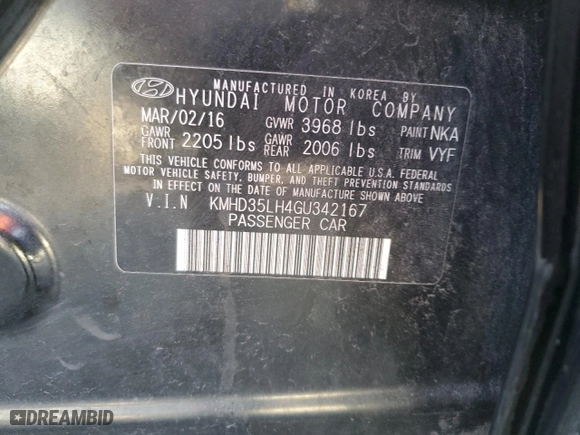 MANUFACTURED IN KOREA BY
HYUNDAI MOTOR COMPANY
MAR/02/16 GVWR 3968 lbs PAINT NKA
GAWR FRONT 2205 lbs GAWR REAR 2006 lbs TRIM VYF
THIS VEHICLE CONFORMS TO ALL APPLICABLE U.S.A. FEDERAL
MOTOR VEHICLE SAFETY, BUMPER, AND THEFT PREVENTION STANDARDS
IN EFFECT ON THE DATE OF MANUFACTURE SHOWN ABOVE
V.I.N KMHD35LH4GU342167
PASSENGER CAR
DREAMBID